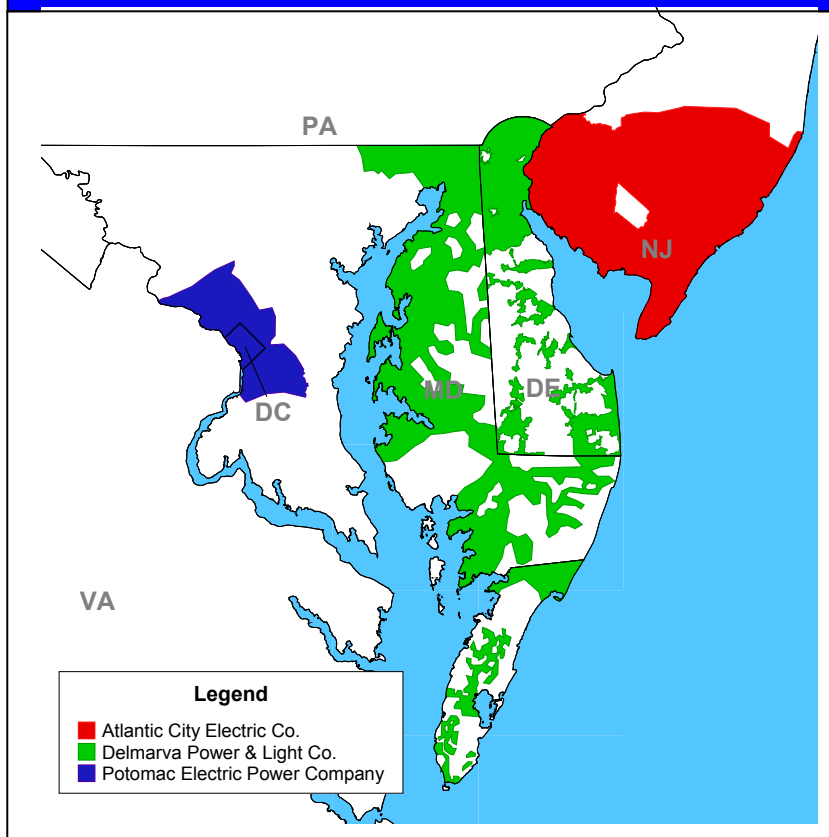 PA
NJ
MD
DE
DC
VA
Legend
Atlantic City Electric Co.
Delmarva Power & Light Co.
Potomac Electric Power Company